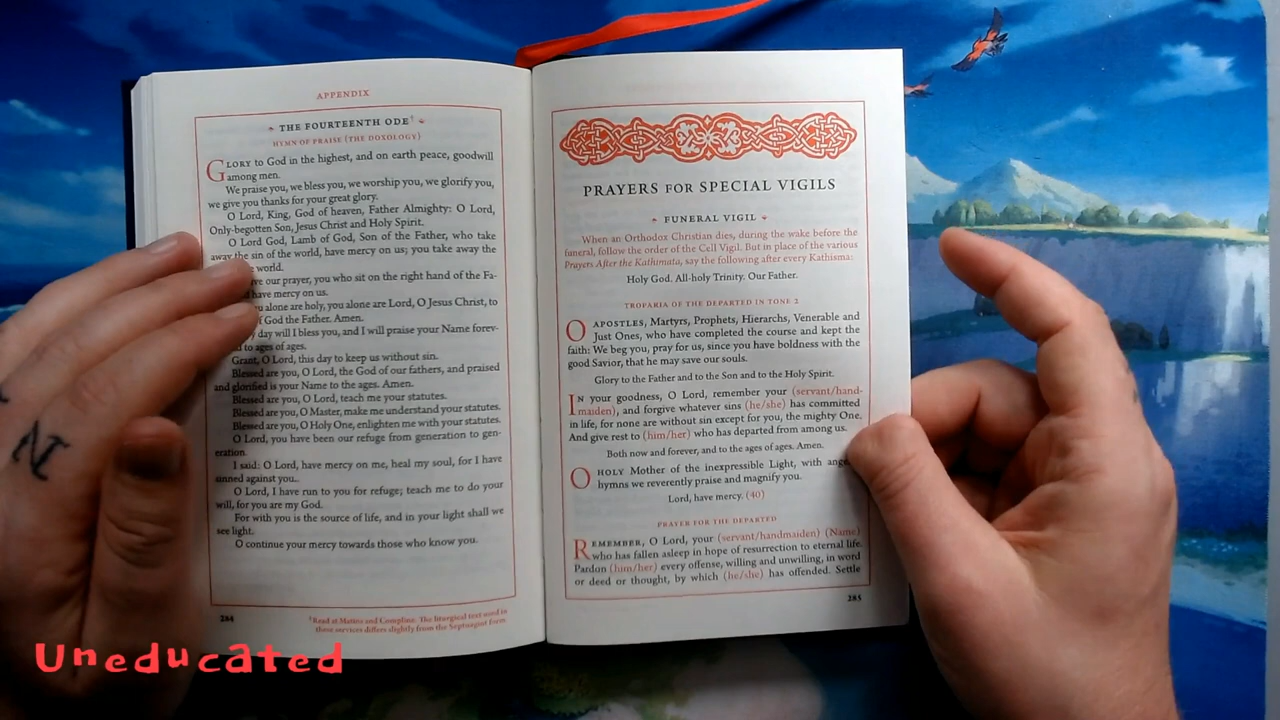 APPENDIX
THE FOURTEENTH ODE†
HYMN OF PRAISE (THE DOXOLOGY)
GLORY to God in the highest, and on earth peace, goodwill
among men.
We praise you, we bless you, we worship you, we glorify you,
we give you thanks for your great glory.
O Lord, King, God of heaven, Father Almighty: O Lord,
Only-begotten Son, Jesus Christ and Holy Spirit.
O Lord God, Lamb of God, Son of the Father, who take
away the sin of the world, have mercy on us; you take away the
world.
our prayer, you who sit on the right hand of the Fa-
have mercy on us.
alone are holy, you alone are Lord, O Jesus Christ, to
God the Father. Amen.
day will I bless you, and I will praise your Name forev-
to ages of ages.
Grant, O Lord, this day to keep us without sin.
Blessed are you, O Lord, the God of our fathers, and praised
and glorified is your Name to the ages. Amen.
Blessed are you, O Lord, teach me your statutes.
Blessed are you, O Master, make me understand your statutes.
Blessed are you, O Holy One, enlighten me with your statutes.
O Lord, you have been our refuge from generation to gen-
eration.
I said: O Lord, have mercy on me, heal my soul, for I have
sinned against you.
O Lord, I have run to you for refuge; teach me to do your
will, for you are my God.
For with you is the source of life, and in your light shall we
see light.
O continue your mercy towards those who know you.
284
†Read at Matins and Compline. The liturgical text used in
these services differs slightly from the Septuagint form.
PRAYERS FOR SPECIAL VIGILS
FUNERAL VIGIL
When an Orthodox Christian dies, during the wake before the
funeral, follow the order of the Cell Vigil. But in place of the various
Prayers After the Kathismata, say the following after every Kathisma:
Holy God. All-holy Trinity. Our Father.
TROPARIA OF THE DEPARTED IN TONE 2
O APOSTLES, Martyrs, Prophets, Hierarchs, Venerable and
Just Ones, who have completed the course and kept the
faith: We beg you, pray for us, since you have boldness with the
good Savior, that he may save our souls.
Glory to the Father and to the Son and to the Holy Spirit.
IN your goodness, O Lord, remember your (servant/hand-
maiden), and forgive whatever sins (he/she) has committed
in life, for none are without sin except for you, the mighty One.
And give rest to (him/her) who has departed from among us.
Both now and forever, and to the ages of ages. Amen.
O HOLY Mother of the inexpressible Light, with
hymns we reverently praise and magnify you.
Lord, have mercy. (40)
PRAYER FOR THE DEPARTED
REMEMBER, O Lord, your (servant/handmaiden) (Name)
who has fallen asleep in hope of resurrection to eternal life.
Pardon (him/her) every offense, willing and unwilling, in word
or deed or thought, by which (he/she) has offended. Settle
285
N
Uneducated